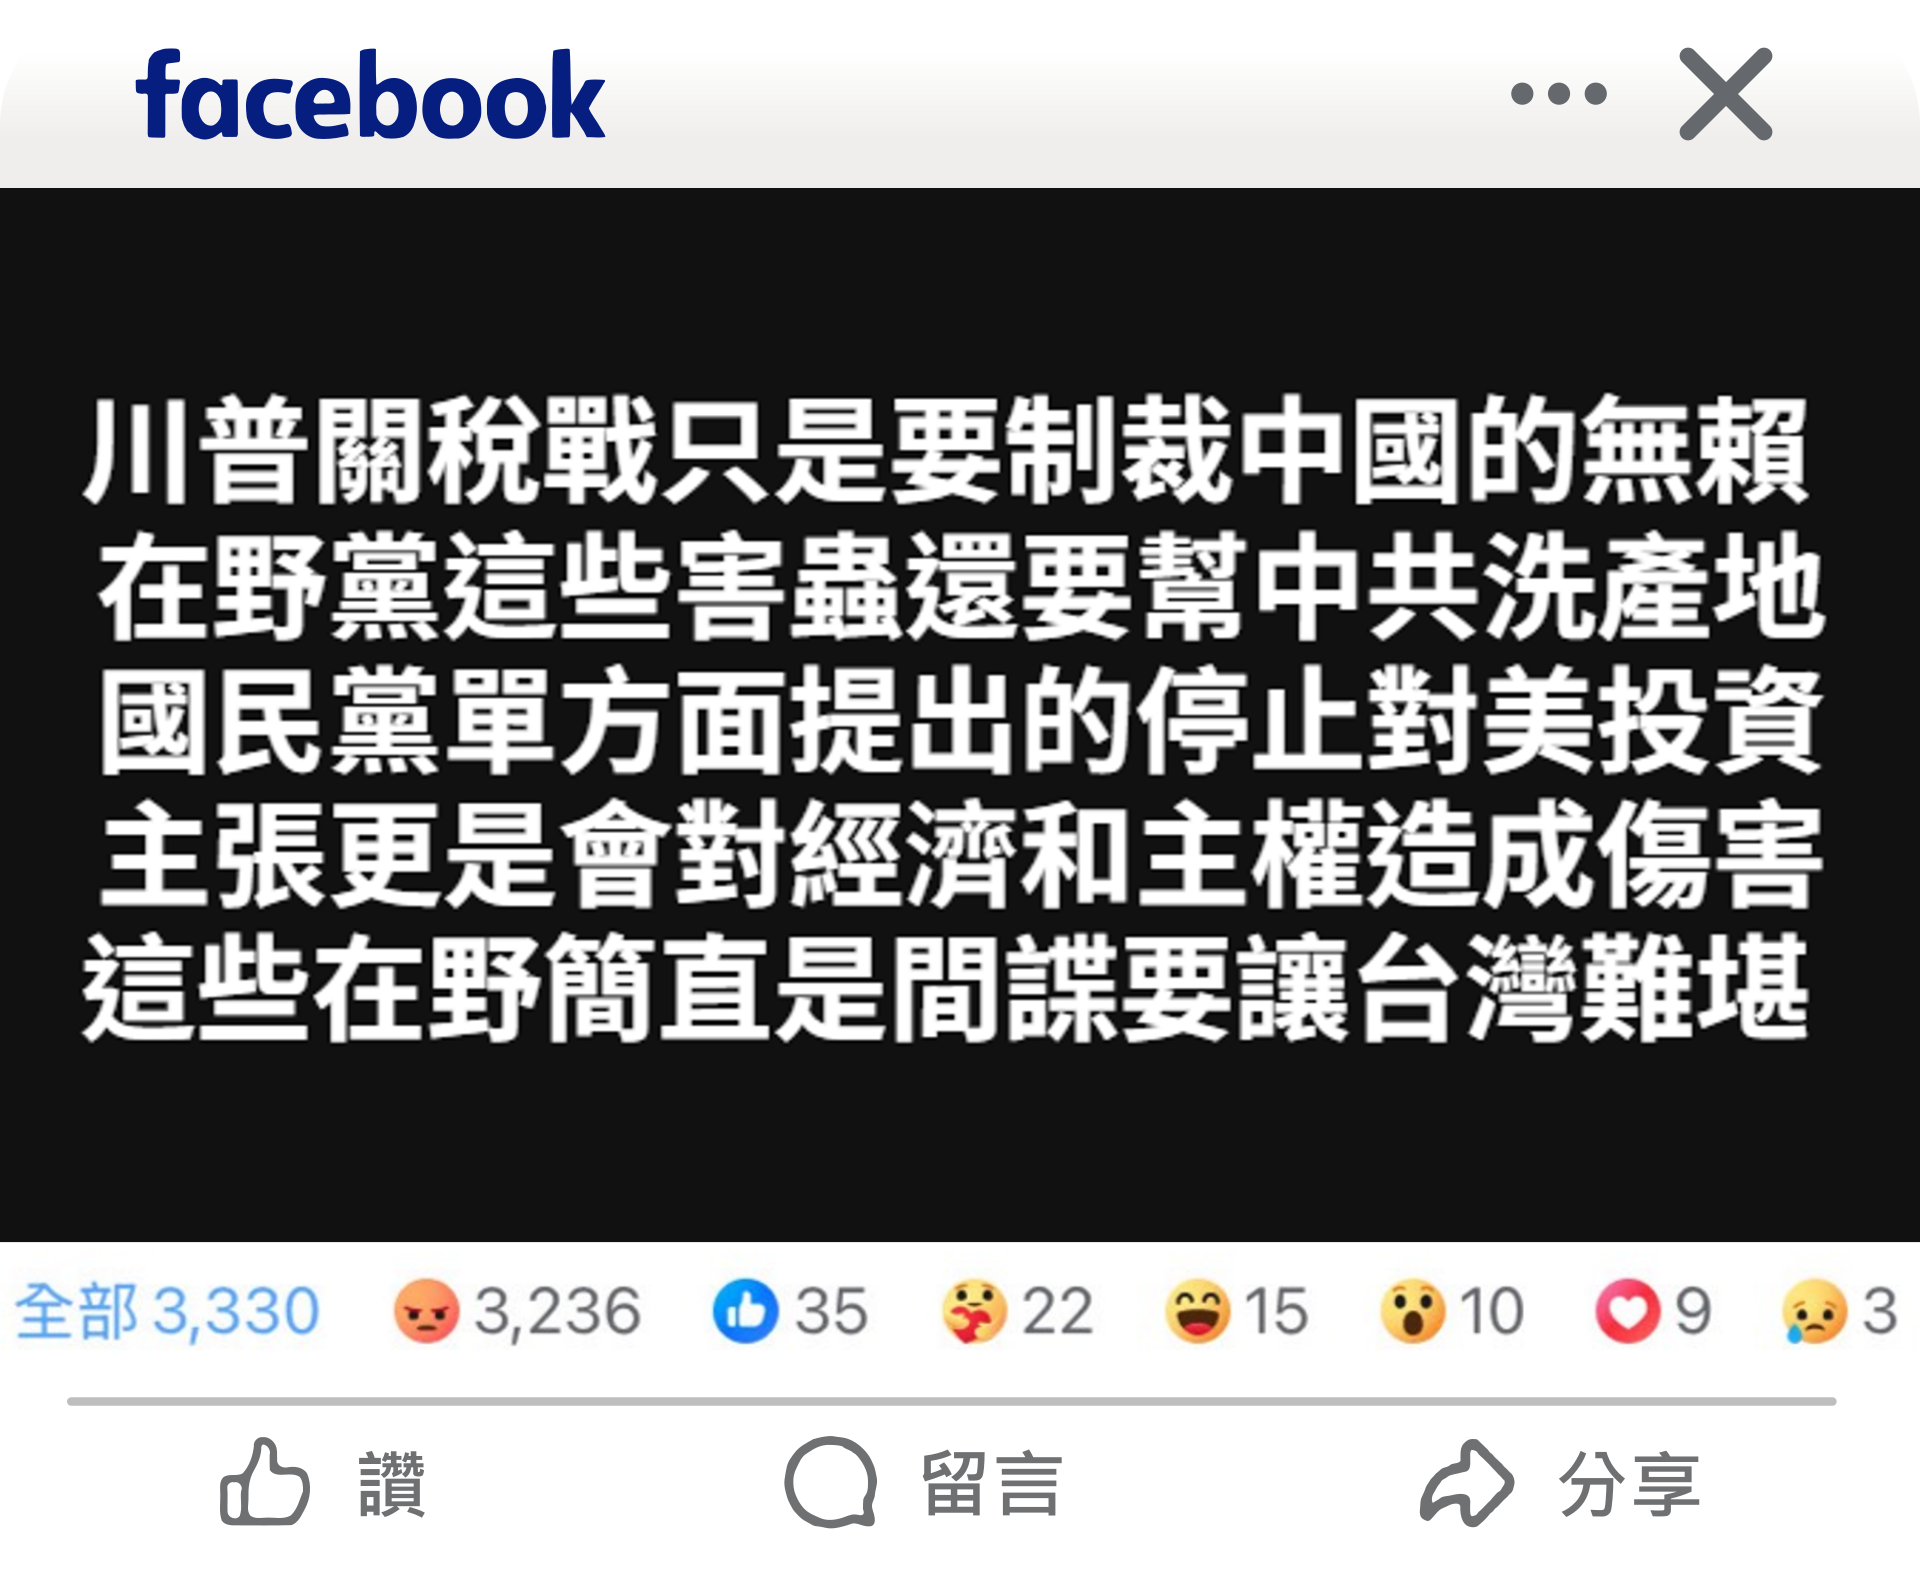 facebook
川普關稅戰只是要制裁中國的無賴
在野黨這些害蟲還要幫中共洗產地
國民黨單方面提出的停止對美投資
主張更是會對經濟和主權造成傷害
這些在野簡直是間諜要讓台灣難堪
全部 3,330 3,236 35 22 15 10 9 3
讚 留言 分享